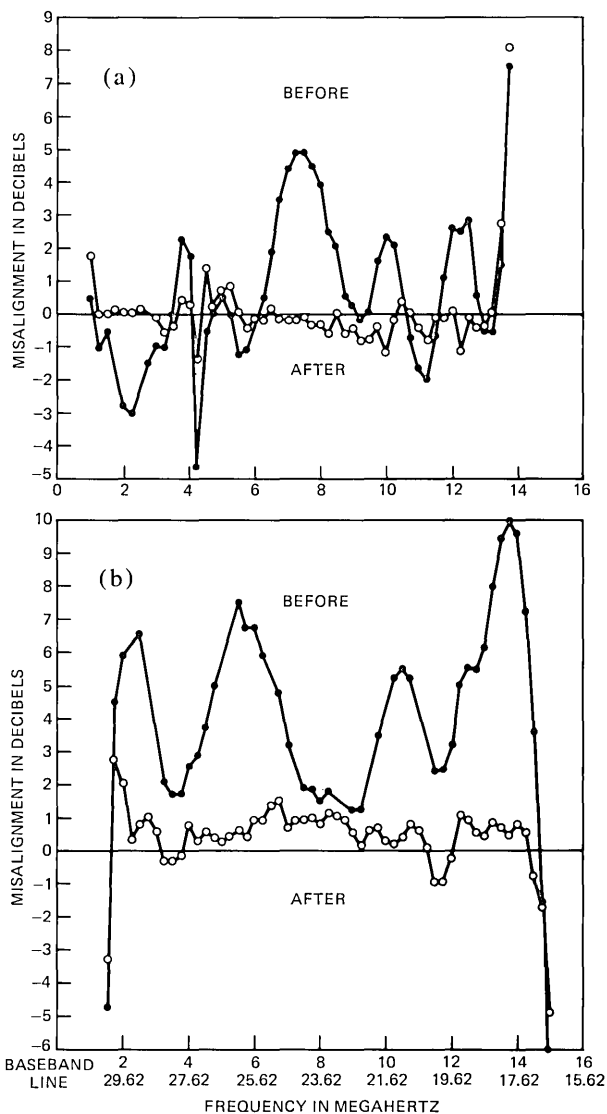 9
8
7
6
5
4
3
2
1
0
−1
−2
−3
−4
−5
MISALIGNMENT IN DECIBELS
(a)
BEFORE
AFTER
0 2 4 6 8 10 12 14 16
10
9
8
7
6
5
4
3
2
1
0
−1
−2
−3
−4
−5
−6
MISALIGNMENT IN DECIBELS
(b)
BEFORE
AFTER
BASEBAND 2 4 6 8 10 12 14 16
LINE 29.62 27.62 25.62 23.62 21.62 19.62 17.62 15.62
FREQUENCY IN MEGAHERTZ